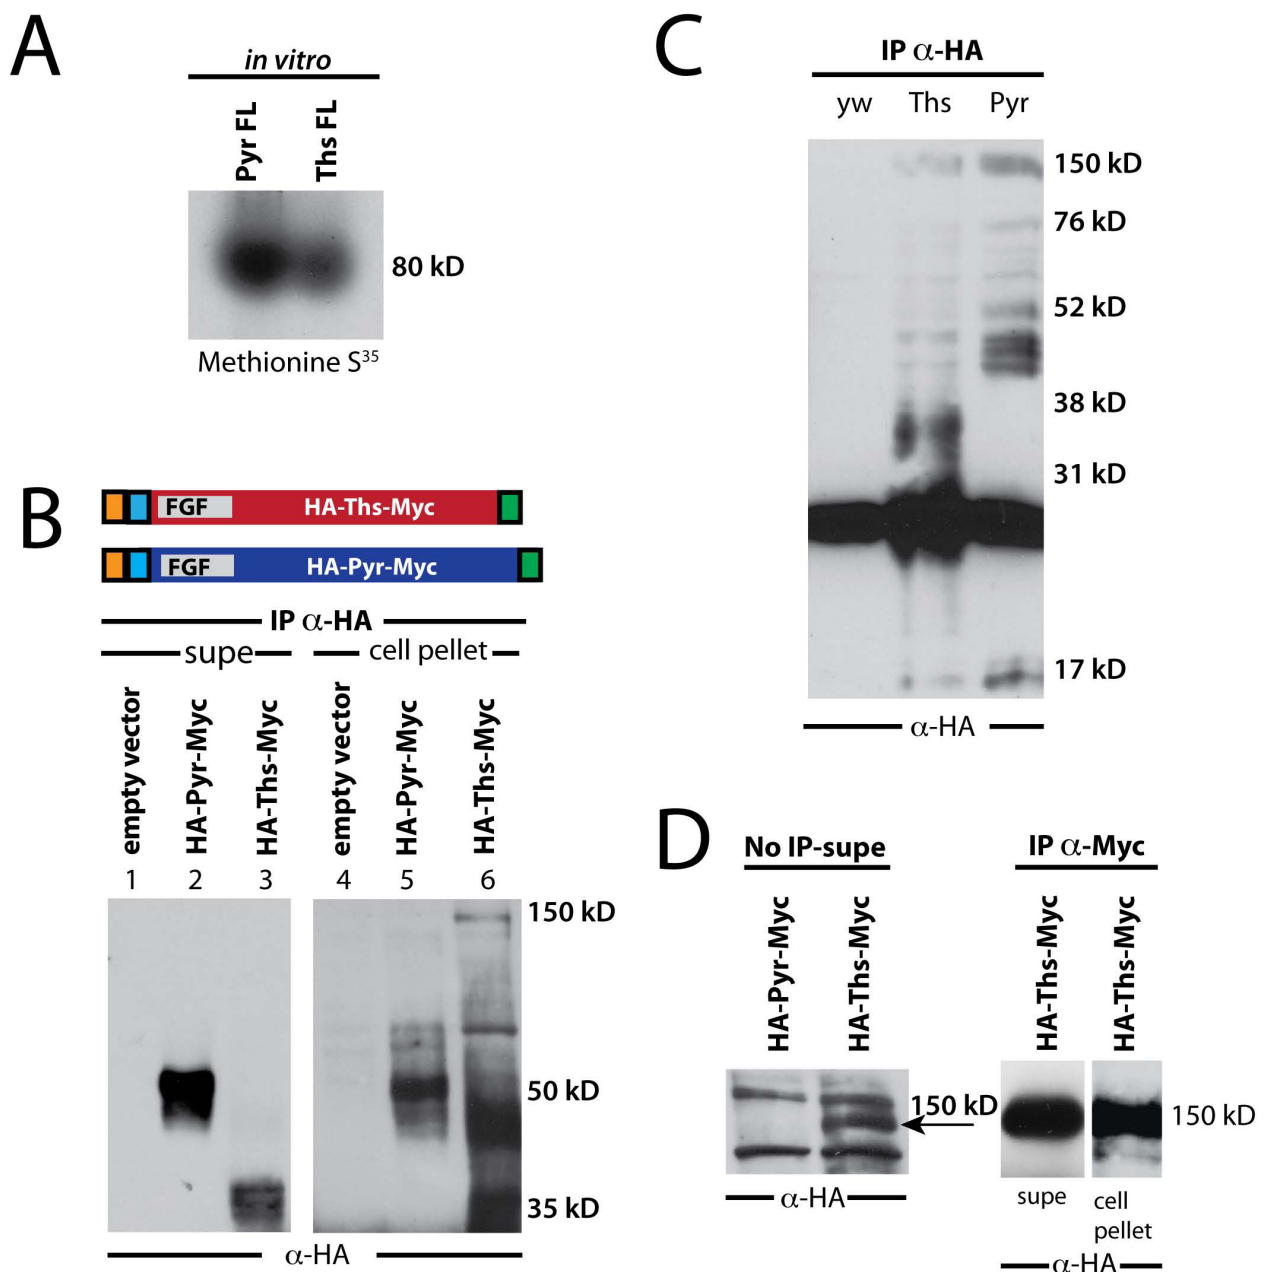 A
in vitro
Pyr FL
Ths FL
80 kD
Methionine S³⁵
B
FGF
HA-Ths-Myc
FGF
HA-Pyr-Myc
IP α-HA
supe
cell pellet
empty vector
HA-Pyr-Myc
HA-Ths-Myc
empty vector
HA-Pyr-Myc
HA-Ths-Myc
1 2 3 4 5 6
150 kD
50 kD
35 kD
α-HA
C
IP α-HA
yw Ths Pyr
150 kD
76 kD
52 kD
38 kD
31 kD
17 kD
α-HA
D
No IP-supe
HA-Pyr-Myc
HA-Ths-Myc
150 kD
α-HA
IP α-Myc
HA-Ths-Myc
HA-Ths-Myc
150 kD
supe
cell
pellet
α-HA